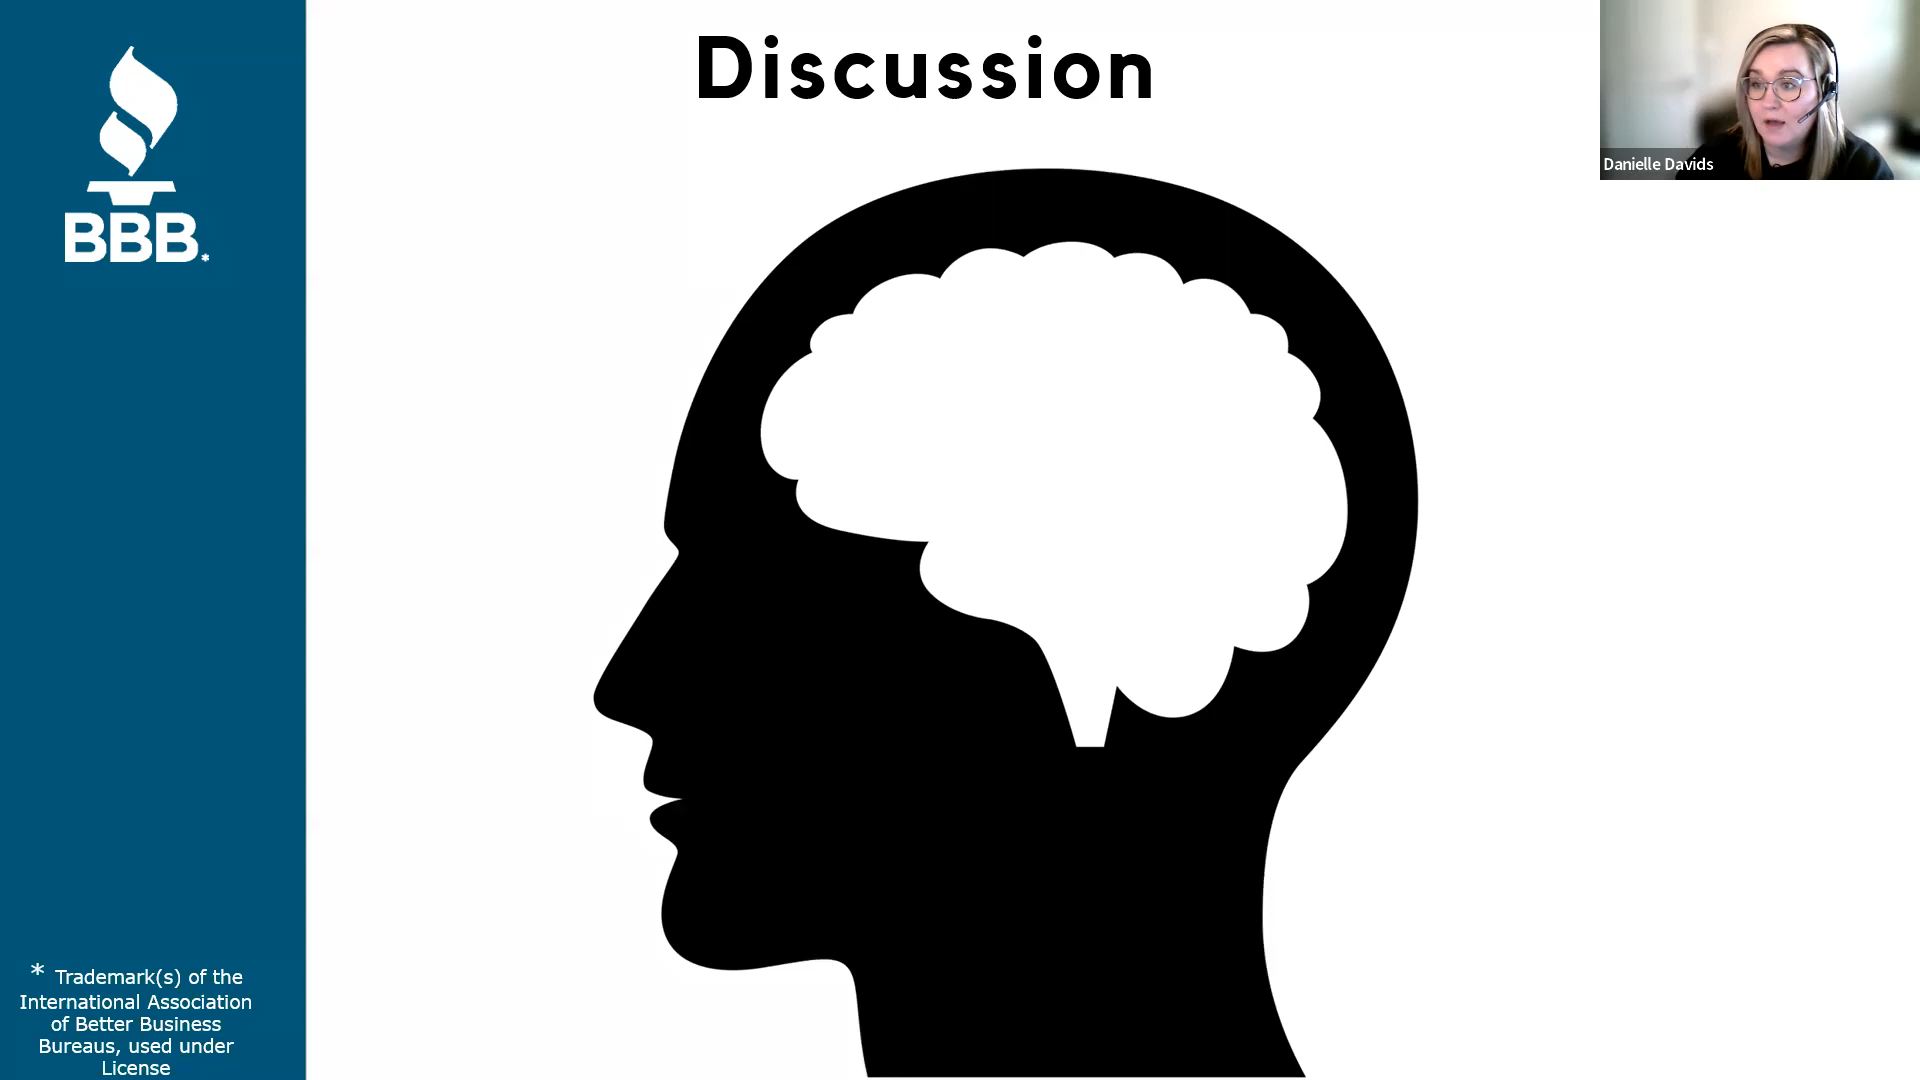 Discussion
Danielle Davids
BBB.*
* Trademark(s) of the
International Association
of Better Business
Bureaus, used under
License